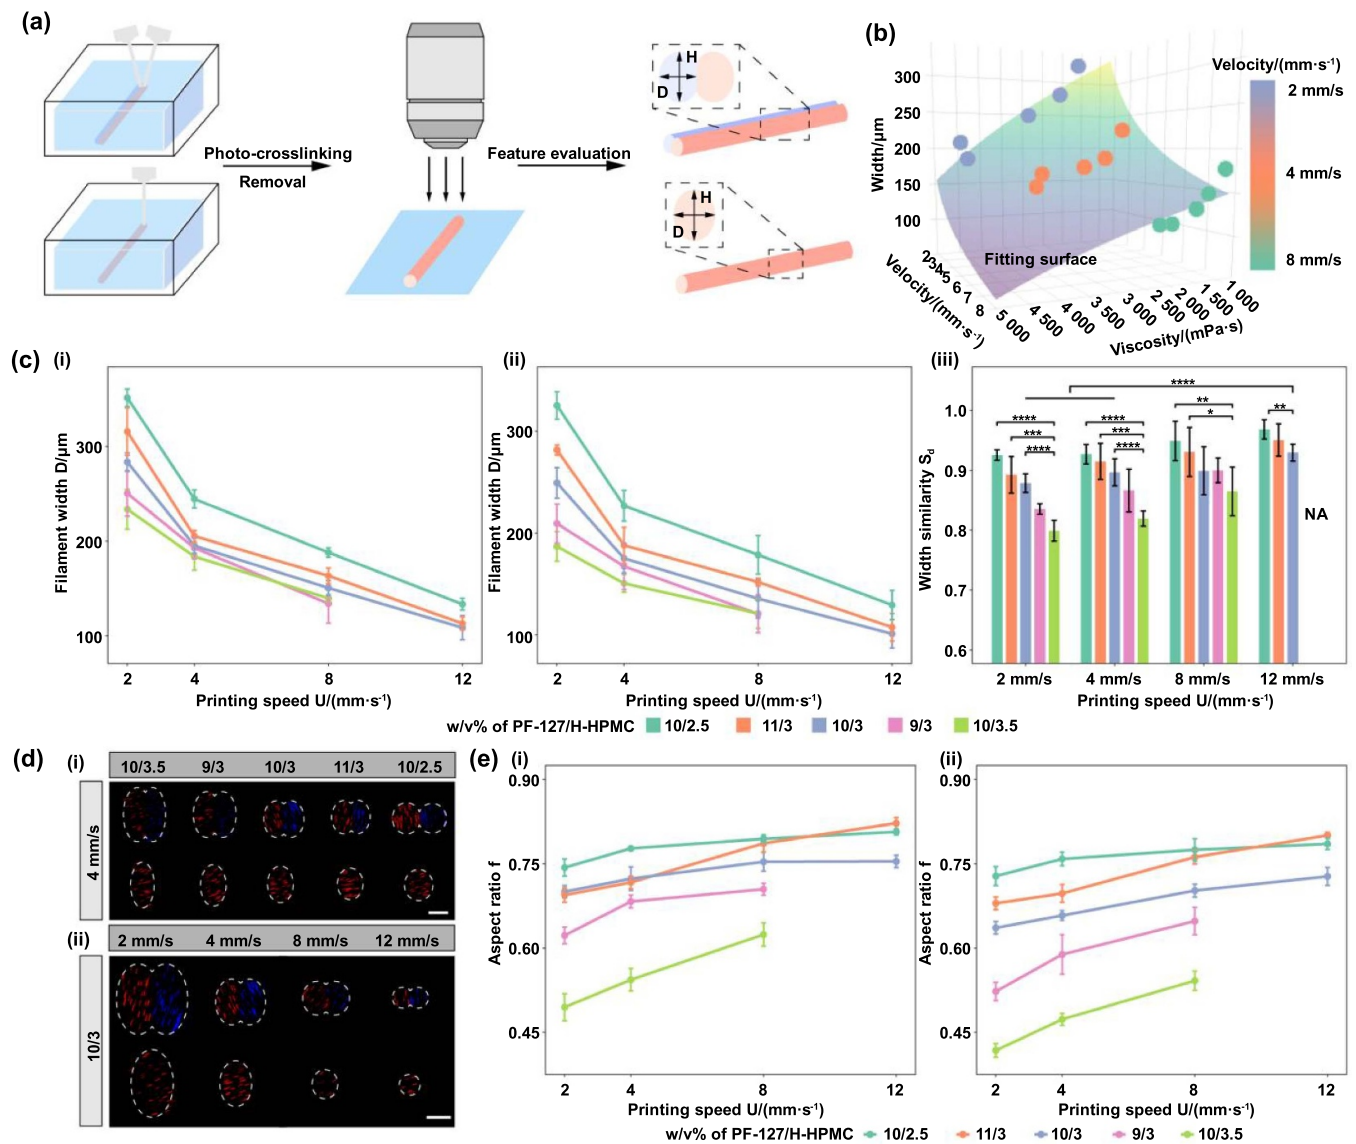 (a)
Photo-crosslinking
Removal
Feature evaluation
H
D
H
D
(b)
Velocity/(mm·s⁻¹)
2 mm/s
4 mm/s
8 mm/s
Width/μm
300
250
200
150
100
Fitting surface
2 3 4 5 6 7 8
Velocity/(mm·s⁻¹)
5 000 4 500 4 000 3 500 3 000 2 500 2 000 1 500 1 000
Viscosity/(mPa·s)
(c) (i)
Filament width D/μm
300
200
100
2 4 8 12
Printing speed U/(mm·s⁻¹)
(ii)
Filament width D/μm
300
200
100
2 4 8 12
Printing speed U/(mm·s⁻¹)
(iii)
Width similarity S_d
1.0
0.9
0.8
0.7
0.6
****
**** **** ** **
*** *** *
**** ****
NA
2 mm/s 4 mm/s 8 mm/s 12 mm/s
Printing speed U/(mm·s⁻¹)
w/v% of PF-127/H-HPMC 10/2.5 11/3 10/3 9/3 10/3.5
(d) (i)
10/3.5 9/3 10/3 11/3 10/2.5
4 mm/s
(ii)
2 mm/s 4 mm/s 8 mm/s 12 mm/s
10/3
(e) (i)
Aspect ratio f
0.90
0.75
0.60
0.45
2 4 8 12
Printing speed U/(mm·s⁻¹)
(ii)
Aspect ratio f
0.90
0.75
0.60
0.45
2 4 8 12
Printing speed U/(mm·s⁻¹)
w/v% of PF-127/H-HPMC 10/2.5 11/3 10/3 9/3 10/3.5